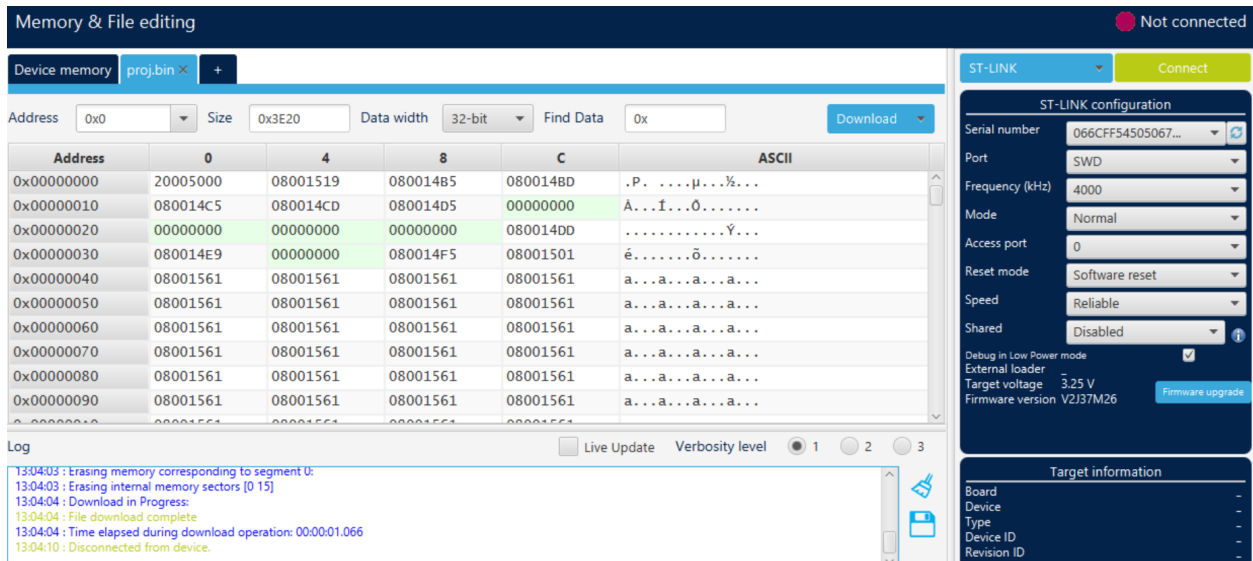 Memory & File editing
Not connected
Device memory proj.bin × +
Address 0x0 Size 0x3E20 Data width 32-bit Find Data 0x Download
Address 0 4 8 C ASCII
0x00000000 20005000 08001519 080014B5 080014BD .P. ....µ...½...
0x00000010 080014C5 080014CD 080014D5 00000000 Å...Í...Õ.......
0x00000020 00000000 00000000 00000000 080014DD ............Ý...
0x00000030 080014E9 00000000 080014F5 08001501 é.......õ.......
0x00000040 08001561 08001561 08001561 08001561 a...a...a...a...
0x00000050 08001561 08001561 08001561 08001561 a...a...a...a...
0x00000060 08001561 08001561 08001561 08001561 a...a...a...a...
0x00000070 08001561 08001561 08001561 08001561 a...a...a...a...
0x00000080 08001561 08001561 08001561 08001561 a...a...a...a...
0x00000090 08001561 08001561 08001561 08001561 a...a...a...a...
Log Live Update Verbosity level 1 2 3
13:04:03 : Erasing memory corresponding to segment 0:
13:04:03 : Erasing internal memory sectors [0 15]
13:04:04 : Download in Progress:
13:04:04 : File download complete
13:04:04 : Time elapsed during download operation: 00:00:01.066
13:04:10 : Disconnected from device.
ST-LINK Connect
ST-LINK configuration
Serial number 066CFF54505067...
Port SWD
Frequency (kHz) 4000
Mode Normal
Access port 0
Reset mode Software reset
Speed Reliable
Shared Disabled
Debug in Low Power mode
External loader _
Target voltage 3.25 V
Firmware version V2J37M26
Firmware upgrade
Target information
Board _
Device _
Type _
Device ID _
Revision ID _